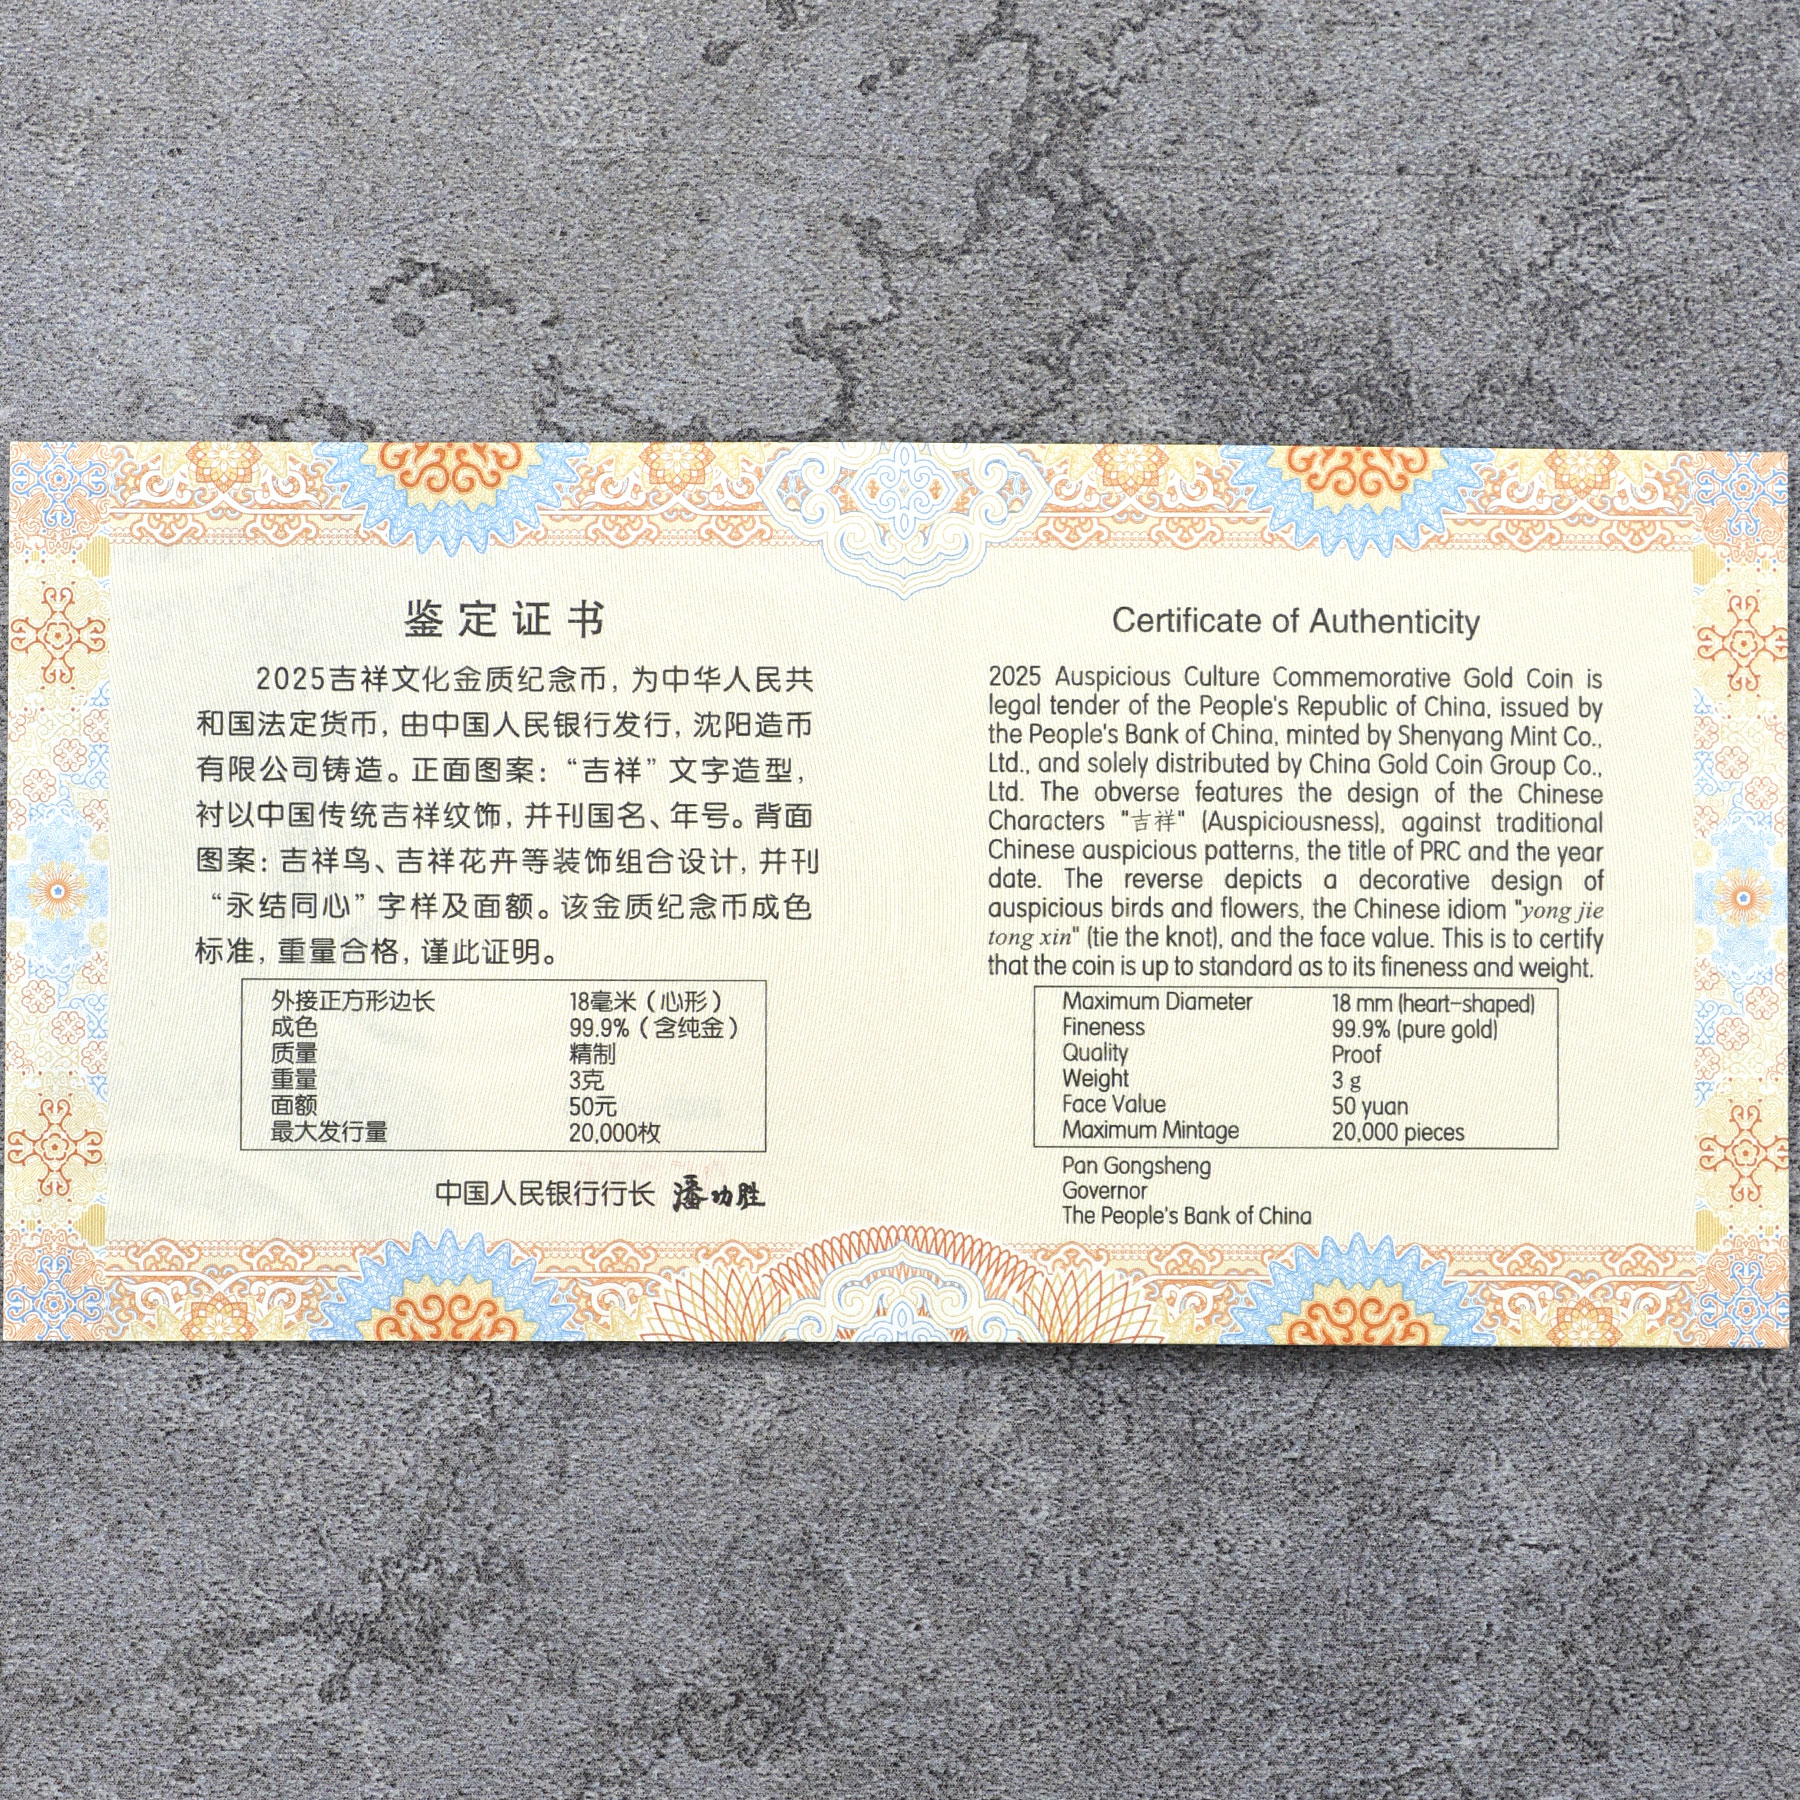 鉴定证书
2025吉祥文化金质纪念币，为中华人民共
和国法定货币，由中国人民银行发行，沈阳造币
有限公司铸造。正面图案：“吉祥”文字造型，
衬以中国传统吉祥纹饰，并刊国名、年号。背面
图案：吉祥鸟、吉祥花卉等装饰组合设计，并刊
“永结同心”字样及面额。该金质纪念币成色
标准，重量合格，谨此证明。
外接正方形边长 18毫米（心形）
成色 99.9%（含纯金）
质量 精制
重量 3克
面额 50元
最大发行量 20,000枚
中国人民银行行长 潘功胜
Certificate of Authenticity
2025 Auspicious Culture Commemorative Gold Coin is
legal tender of the People's Republic of China, issued by
the People's Bank of China, minted by Shenyang Mint Co.,
Ltd., and solely distributed by China Gold Coin Group Co.,
Ltd. The obverse features the design of the Chinese
Characters "吉祥" (Auspiciousness), against traditional
Chinese auspicious patterns, the title of PRC and the year
date. The reverse depicts a decorative design of
auspicious birds and flowers, the Chinese idiom "yong jie
tong xin" (tie the knot), and the face value. This is to certify
that the coin is up to standard as to its fineness and weight.
Maximum Diameter 18 mm (heart-shaped)
Fineness 99.9% (pure gold)
Quality Proof
Weight 3 g
Face Value 50 yuan
Maximum Mintage 20,000 pieces
Pan Gongsheng
Governor
The People's Bank of China